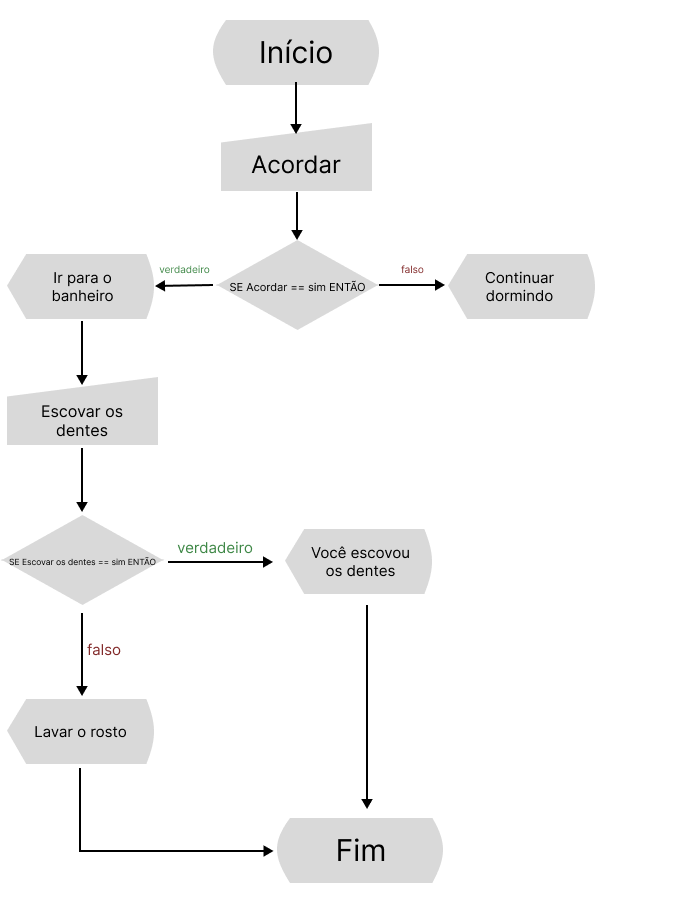 Início
Acordar
Ir para o
banheiro
verdadeiro
SE Acordar == sim ENTÃO
falso
Continuar
dormindo
Escovar os
dentes
SE Escovar os dentes == sim ENTÃO
verdadeiro
Você escovou
os dentes
falso
Lavar o rosto
Fim